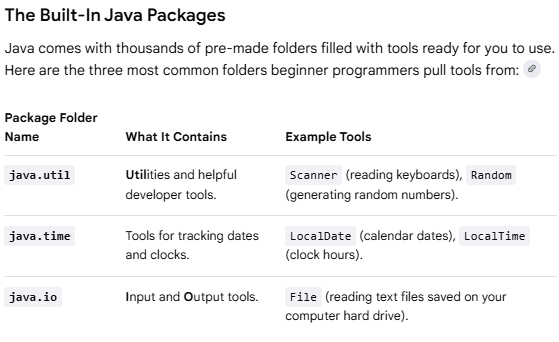 The Built-In Java Packages
Java comes with thousands of pre-made folders filled with tools ready for you to use.
Here are the three most common folders beginner programmers pull tools from:
Package Folder
Name What It Contains Example Tools
java.util Utilities and helpful Scanner (reading keyboards), Random
developer tools. (generating random numbers).
java.time Tools for tracking dates LocalDate (calendar dates), LocalTime
and clocks. (clock hours).
java.io Input and Output tools. File (reading text files saved on your
computer hard drive).